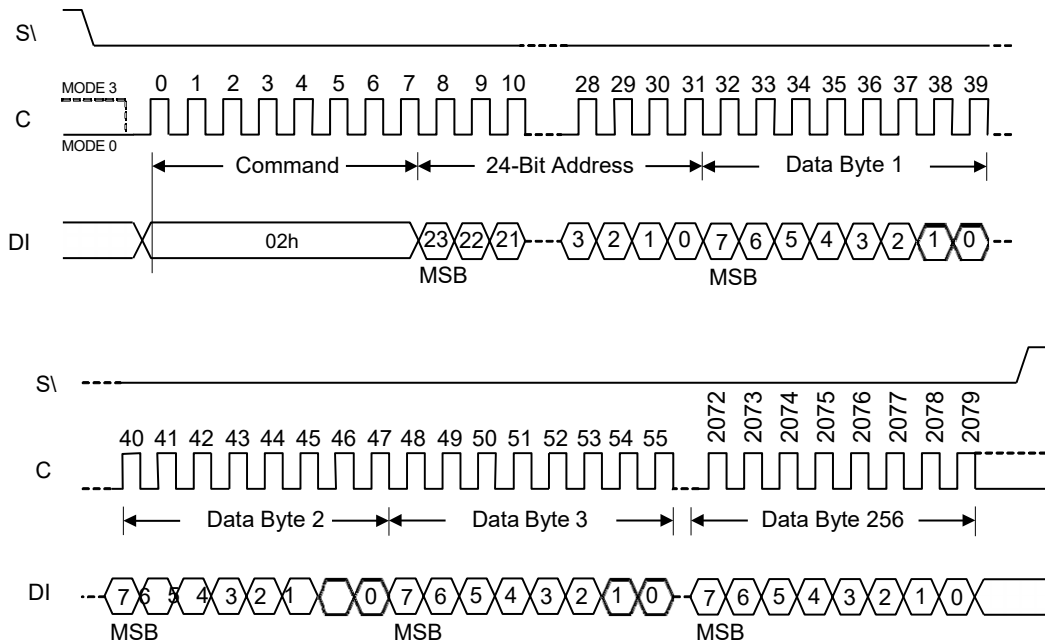 S\
MODE 3
0 1 2 3 4 5 6 7 8 9 10 28 29 30 31 32 33 34 35 36 37 38 39
C
MODE 0
Command 24-Bit Address Data Byte 1
DI 02h 23 22 21 3 2 1 0 7 6 5 4 3 2 1 0
MSB MSB
S\
2072 2073 2074 2075 2076 2077 2078 2079
40 41 42 43 44 45 46 47 48 49 50 51 52 53 54 55
C
Data Byte 2 Data Byte 3 Data Byte 256
DI 7 6 5 4 3 2 1 0 7 6 5 4 3 2 1 0 7 6 5 4 3 2 1 0
MSB MSB MSB